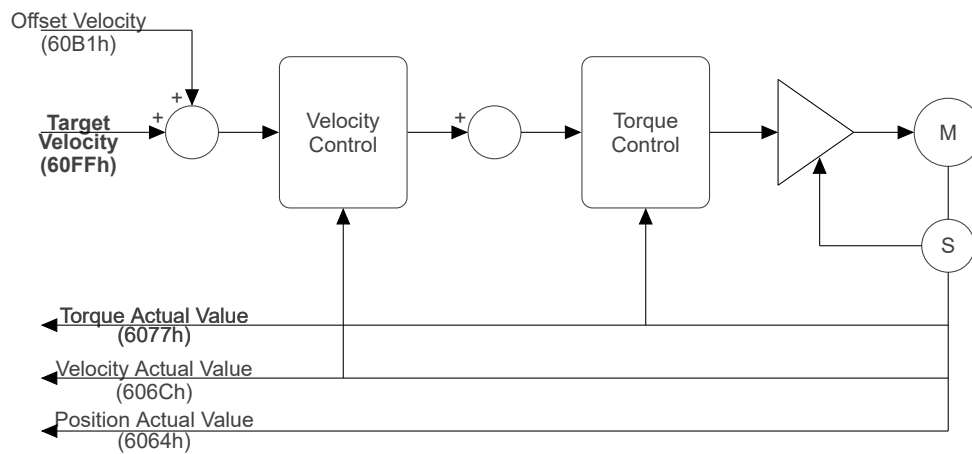 Offset Velocity
(60B1h)
+
+
Target
Velocity
(60FFh)
Velocity
Control
+
Torque
Control
M
S
Torque Actual Value
(6077h)
Velocity Actual Value
(606Ch)
Position Actual Value
(6064h)